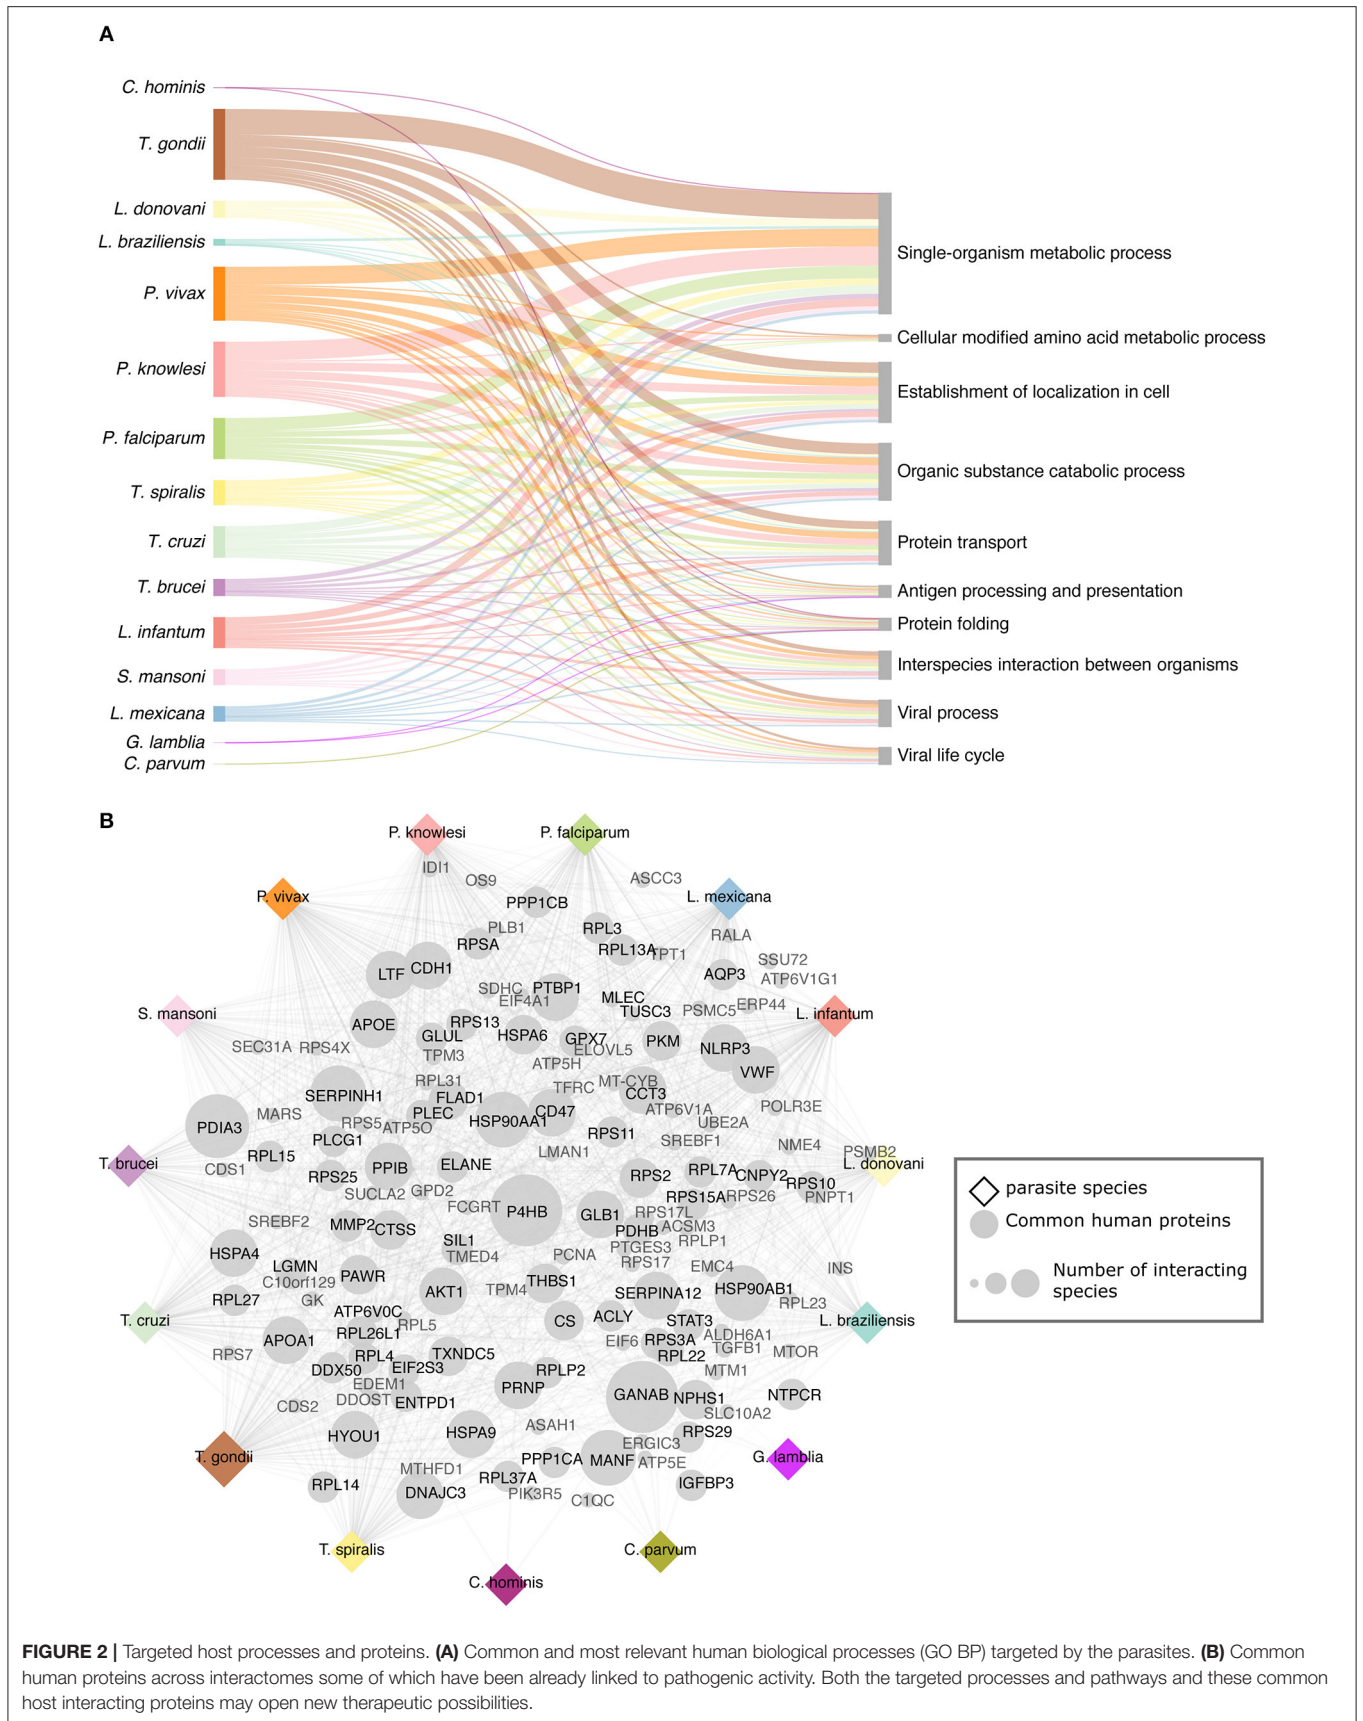 A
C. hominis
T. gondii
L. donovani
L. braziliensis
P. vivax
P. knowlesi
P. falciparum
T. spiralis
T. cruzi
T. brucei
L. infantum
S. mansoni
L. mexicana
G. lamblia
C. parvum
Single-organism metabolic process
Cellular modified amino acid metabolic process
Establishment of localization in cell
Organic substance catabolic process
Protein transport
Antigen processing and presentation
Protein folding
Interspecies interaction between organisms
Viral process
Viral life cycle
B
P. knowlesi
P. falciparum
IDI1
OS9
ASCC3
P. vivax
PPP1CB
L. mexicana
PLB1
RPL3
RPSA
RPL13A
TPT1
RALA
LTF
CDH1
SSU72
AQP3
ATP6V1G1
SDHC
PTBP1
EIF4A1
MLEC
TUSC3
PSMC5
ERP44
S. mansoni
L. infantum
APOE
RPS13
GLUL
HSPA6
GPX7
ELOVL5
PKM
NLRP3
SEC31A
RPS4X
TPM3
ATP5H
VWF
RPL31
TFRC
MT-CYB
SERPINH1
FLAD1
CCT3
MARS
PLEC
CD47
ATP6V1A
POLR3E
PDIA3
RPS5
ATP5O
HSP90AA1
UBE2A
PLCG1
RPS11
SREBF1
NME4
RPL15
LMAN1
PSMB2
T. brucei
CDS1
PPIB
ELANE
L. donovani
RPS25
RPS2
RPL7A
CNPY2
RPS10
SUCLA2
GPD2
RPS15A
RPS26
PNPT1
FCGRT
P4HB
GLB1
RPS17L
SREBF2
MMP2
CTSS
PDHB
ACSM3
SIL1
PTGES3
RPLP1
HSPA4
TMED4
PCNA
RPS17
LGMN
EMC4
INS
C10orf129
PAWR
THBS1
RPL27
GK
AKT1
TPM4
SERPINA12
HSP90AB1
RPL23
ATP6V0C
T. cruzi
RPL5
CS
ACLY
STAT3
L. braziliensis
RPL26L1
APOA1
EIF6
RPS3A
ALDH6A1
TGFB1
RPS7
RPL4
TXNDC5
RPL22
MTOR
DDX50
EIF2S3
RPLP2
MTM1
EDEM1
PRNP
GANAB
NPHS1
NTPCR
CDS2
DDOST
ENTPD1
SLC10A2
HYOU1
HSPA9
ASAH1
RPS29
ERGIC3
T. gondii
PPP1CA
MANF
ATP5E
G. lamblia
MTHFD1
RPL14
RPL37A
IGFBP3
DNAJC3
PIK3R5
C1QC
T. spiralis
C. parvum
C. hominis
parasite species
Common human proteins
Number of interacting
species
FIGURE 2 | Targeted host processes and proteins. (A) Common and most relevant human biological processes (GO BP) targeted by the parasites. (B) Common
human proteins across interactomes some of which have been already linked to pathogenic activity. Both the targeted processes and pathways and these common
host interacting proteins may open new therapeutic possibilities.